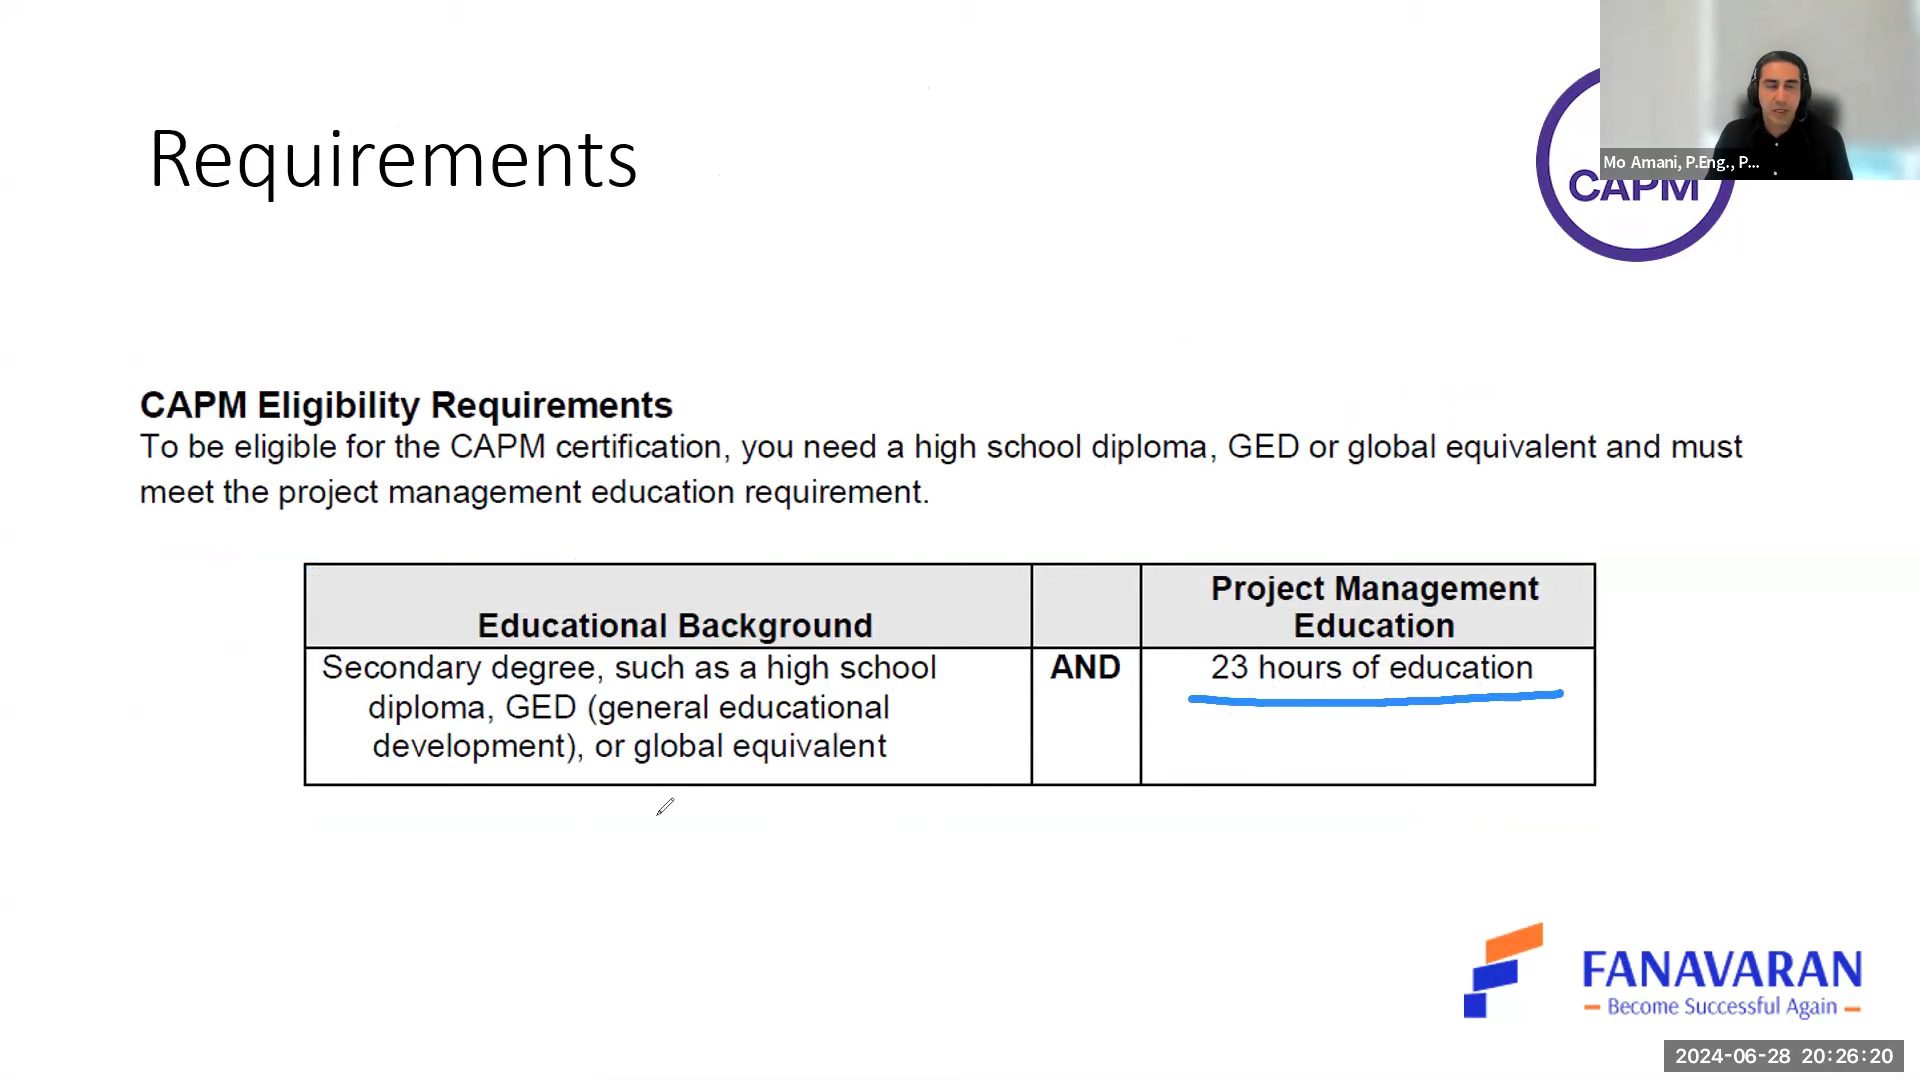 Requirements
CAPM
Mo Amani, P.Eng., P...
CAPM Eligibility Requirements
To be eligible for the CAPM certification, you need a high school diploma, GED or global equivalent and must
meet the project management education requirement.
Educational Background
Project Management
Education
Secondary degree, such as a high school
diploma, GED (general educational
development), or global equivalent
AND
23 hours of education
FANAVARAN
Become Successful Again
2024-06-28 20:26:20